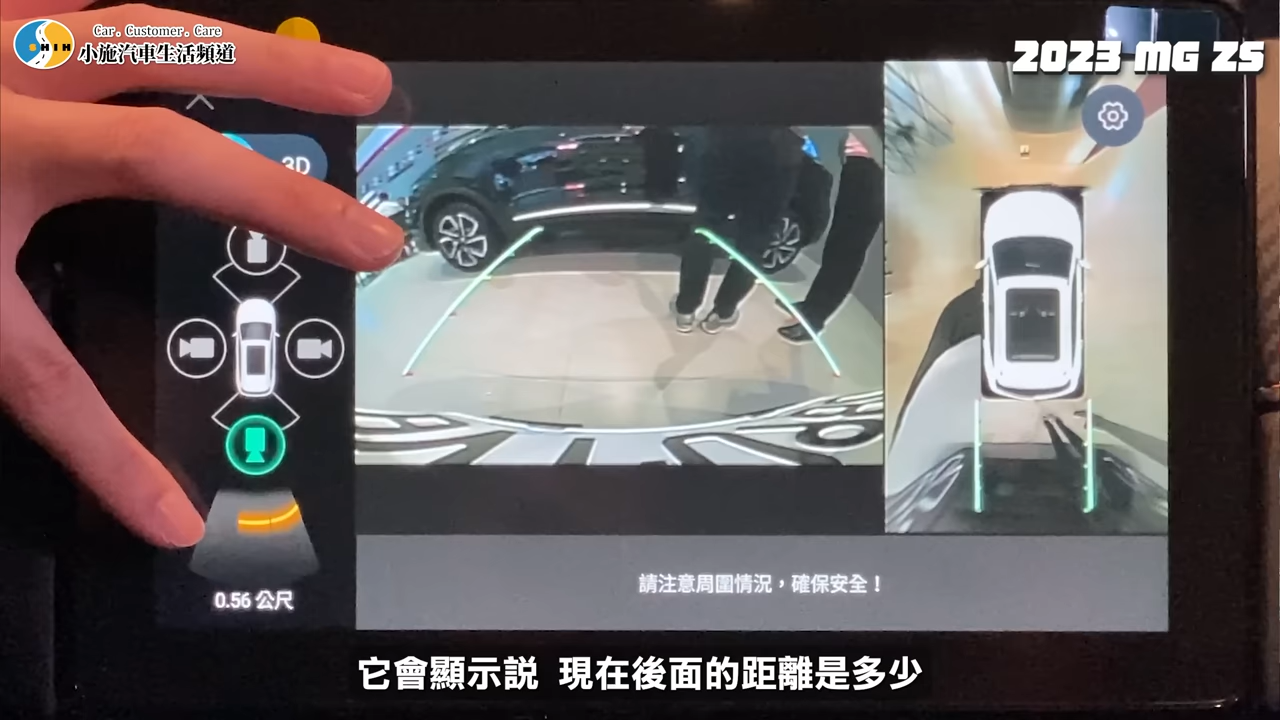 SHIH
Car. Customer. Care
小施汽車生活頻道
2023 MG ZS
3D
0.56 公尺
請注意周圍情況，確保安全！
它會顯示説 現在後面的距離是多少